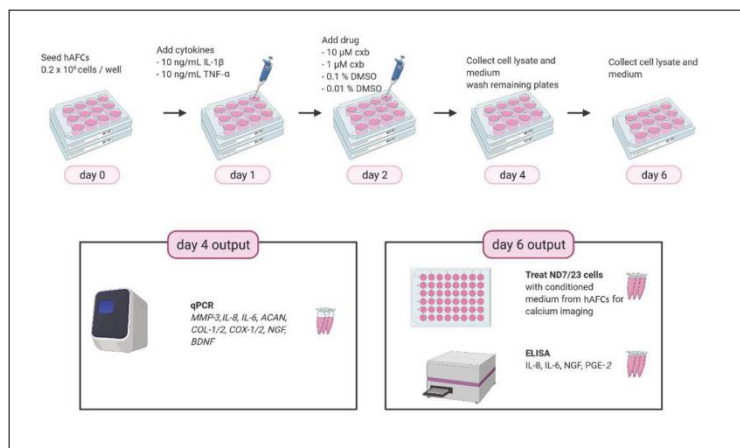 Seed hAFCs
0.2 x 10⁶ cells / well
Add cytokines
- 10 ng/mL IL-1β
- 10 ng/mL TNF-α
Add drug
- 10 µM cxb
- 1 µM cxb
- 0.1 % DMSO
- 0.01 % DMSO
Collect cell lysate and
medium
wash remaining plates
Collect cell lysate and
medium
day 0
day 1
day 2
day 4
day 6
day 4 output
qPCR
MMP-3,IL-8, IL-6, ACAN,
COL-1/2, COX-1/2, NGF,
BDNF
day 6 output
Treat ND7/23 cells
with conditioned
medium from hAFCs for
calcium imaging
ELISA
IL-8, IL-6, NGF, PGE-2